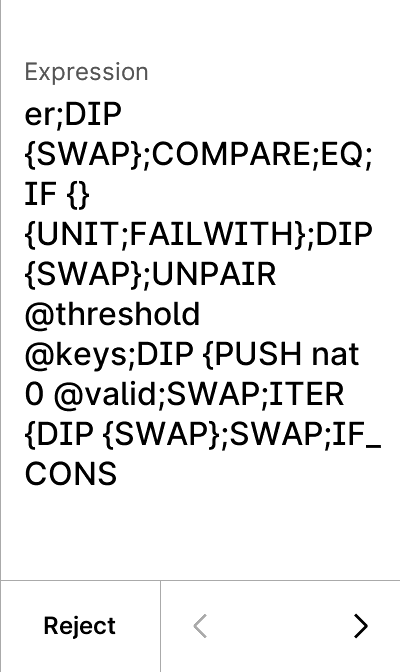 Expression
er;DIP
{SWAP};COMPARE;EQ;
IF {}
{UNIT;FAILWITH};DIP
{SWAP};UNPAIR
@threshold
@keys;DIP {PUSH nat
0 @valid;SWAP;ITER
{DIP {SWAP};SWAP;IF_
CONS
Reject